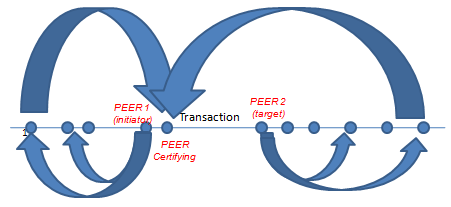 PEER 1
(initiator)
Transaction
PEER 2
(target)
1
PEER
Certifying